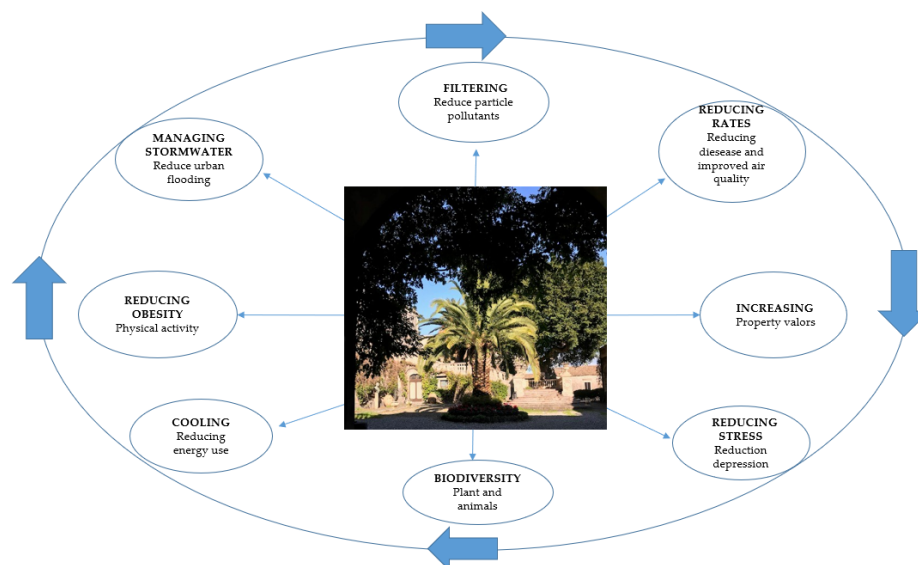 FILTERING
Reduce particle
pollutants
REDUCING
RATES
Reducing
diesease and
improved air
quality
MANAGING
STORMWATER
Reduce urban
flooding
REDUCING
OBESITY
Physical activity
INCREASING
Property valors
COOLING
Reducing
energy use
REDUCING
STRESS
Reduction
depression
BIODIVERSITY
Plant and
animals